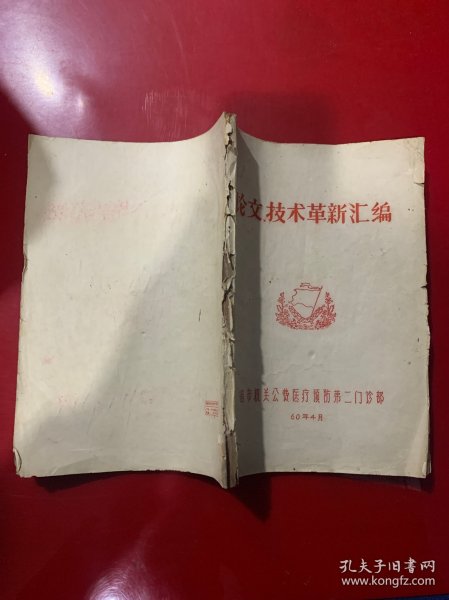 论文、技术革新汇编
市机关公费医疗预防第二门诊部
60年4月
孔夫子旧书网
www.kongfz.com